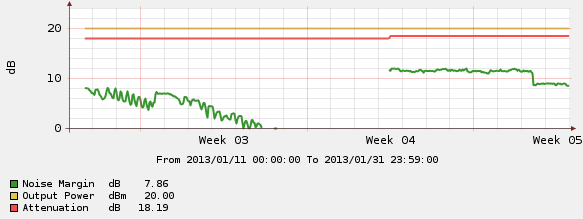 20
dB
10
0
Week 03 Week 04 Week 05
From 2013/01/11 00:00:00 To 2013/01/31 23:59:00
Noise Margin dB 7.86
Output Power dBm 20.00
Attenuation dB 18.19